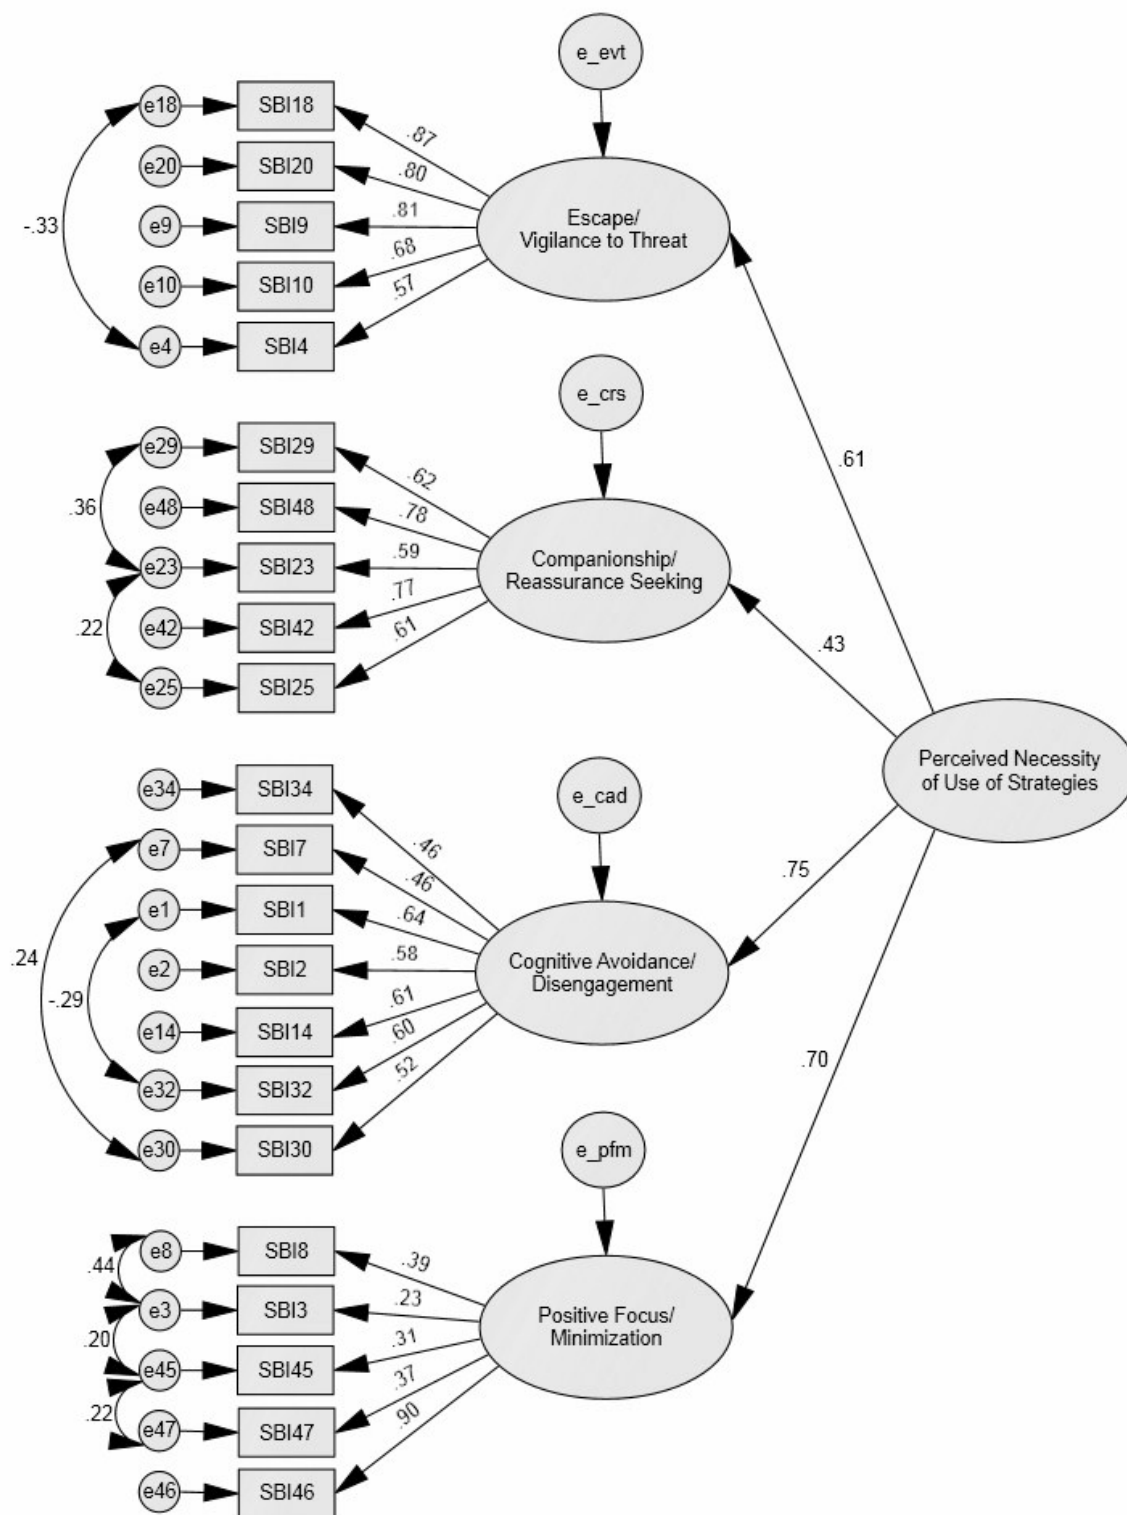 e_evt
e18
SBI18
.87
e20
SBI20
.80
-.33
e9
SBI9
.81
Escape/
Vigilance to Threat
e10
SBI10
.68
e4
SBI4
.57
e_crs
.61
e29
SBI29
.62
.36
e48
SBI48
.78
e23
SBI23
.59
Companionship/
Reassurance Seeking
.22
e42
SBI42
.77
.43
e25
SBI25
.61
Perceived Necessity
of Use of Strategies
e34
SBI34
.46
e_cad
e7
SBI7
.46
.75
e1
SBI1
.64
.24
e2
SBI2
.58
Cognitive Avoidance/
Disengagement
-.29
e14
SBI14
.61
.70
e32
SBI32
.60
e30
SBI30
.52
e_pfm
e8
SBI8
.39
.44
e3
SBI3
.23
Positive Focus/
Minimization
.20
e45
SBI45
.31
.22
e47
SBI47
.37
e46
SBI46
.90